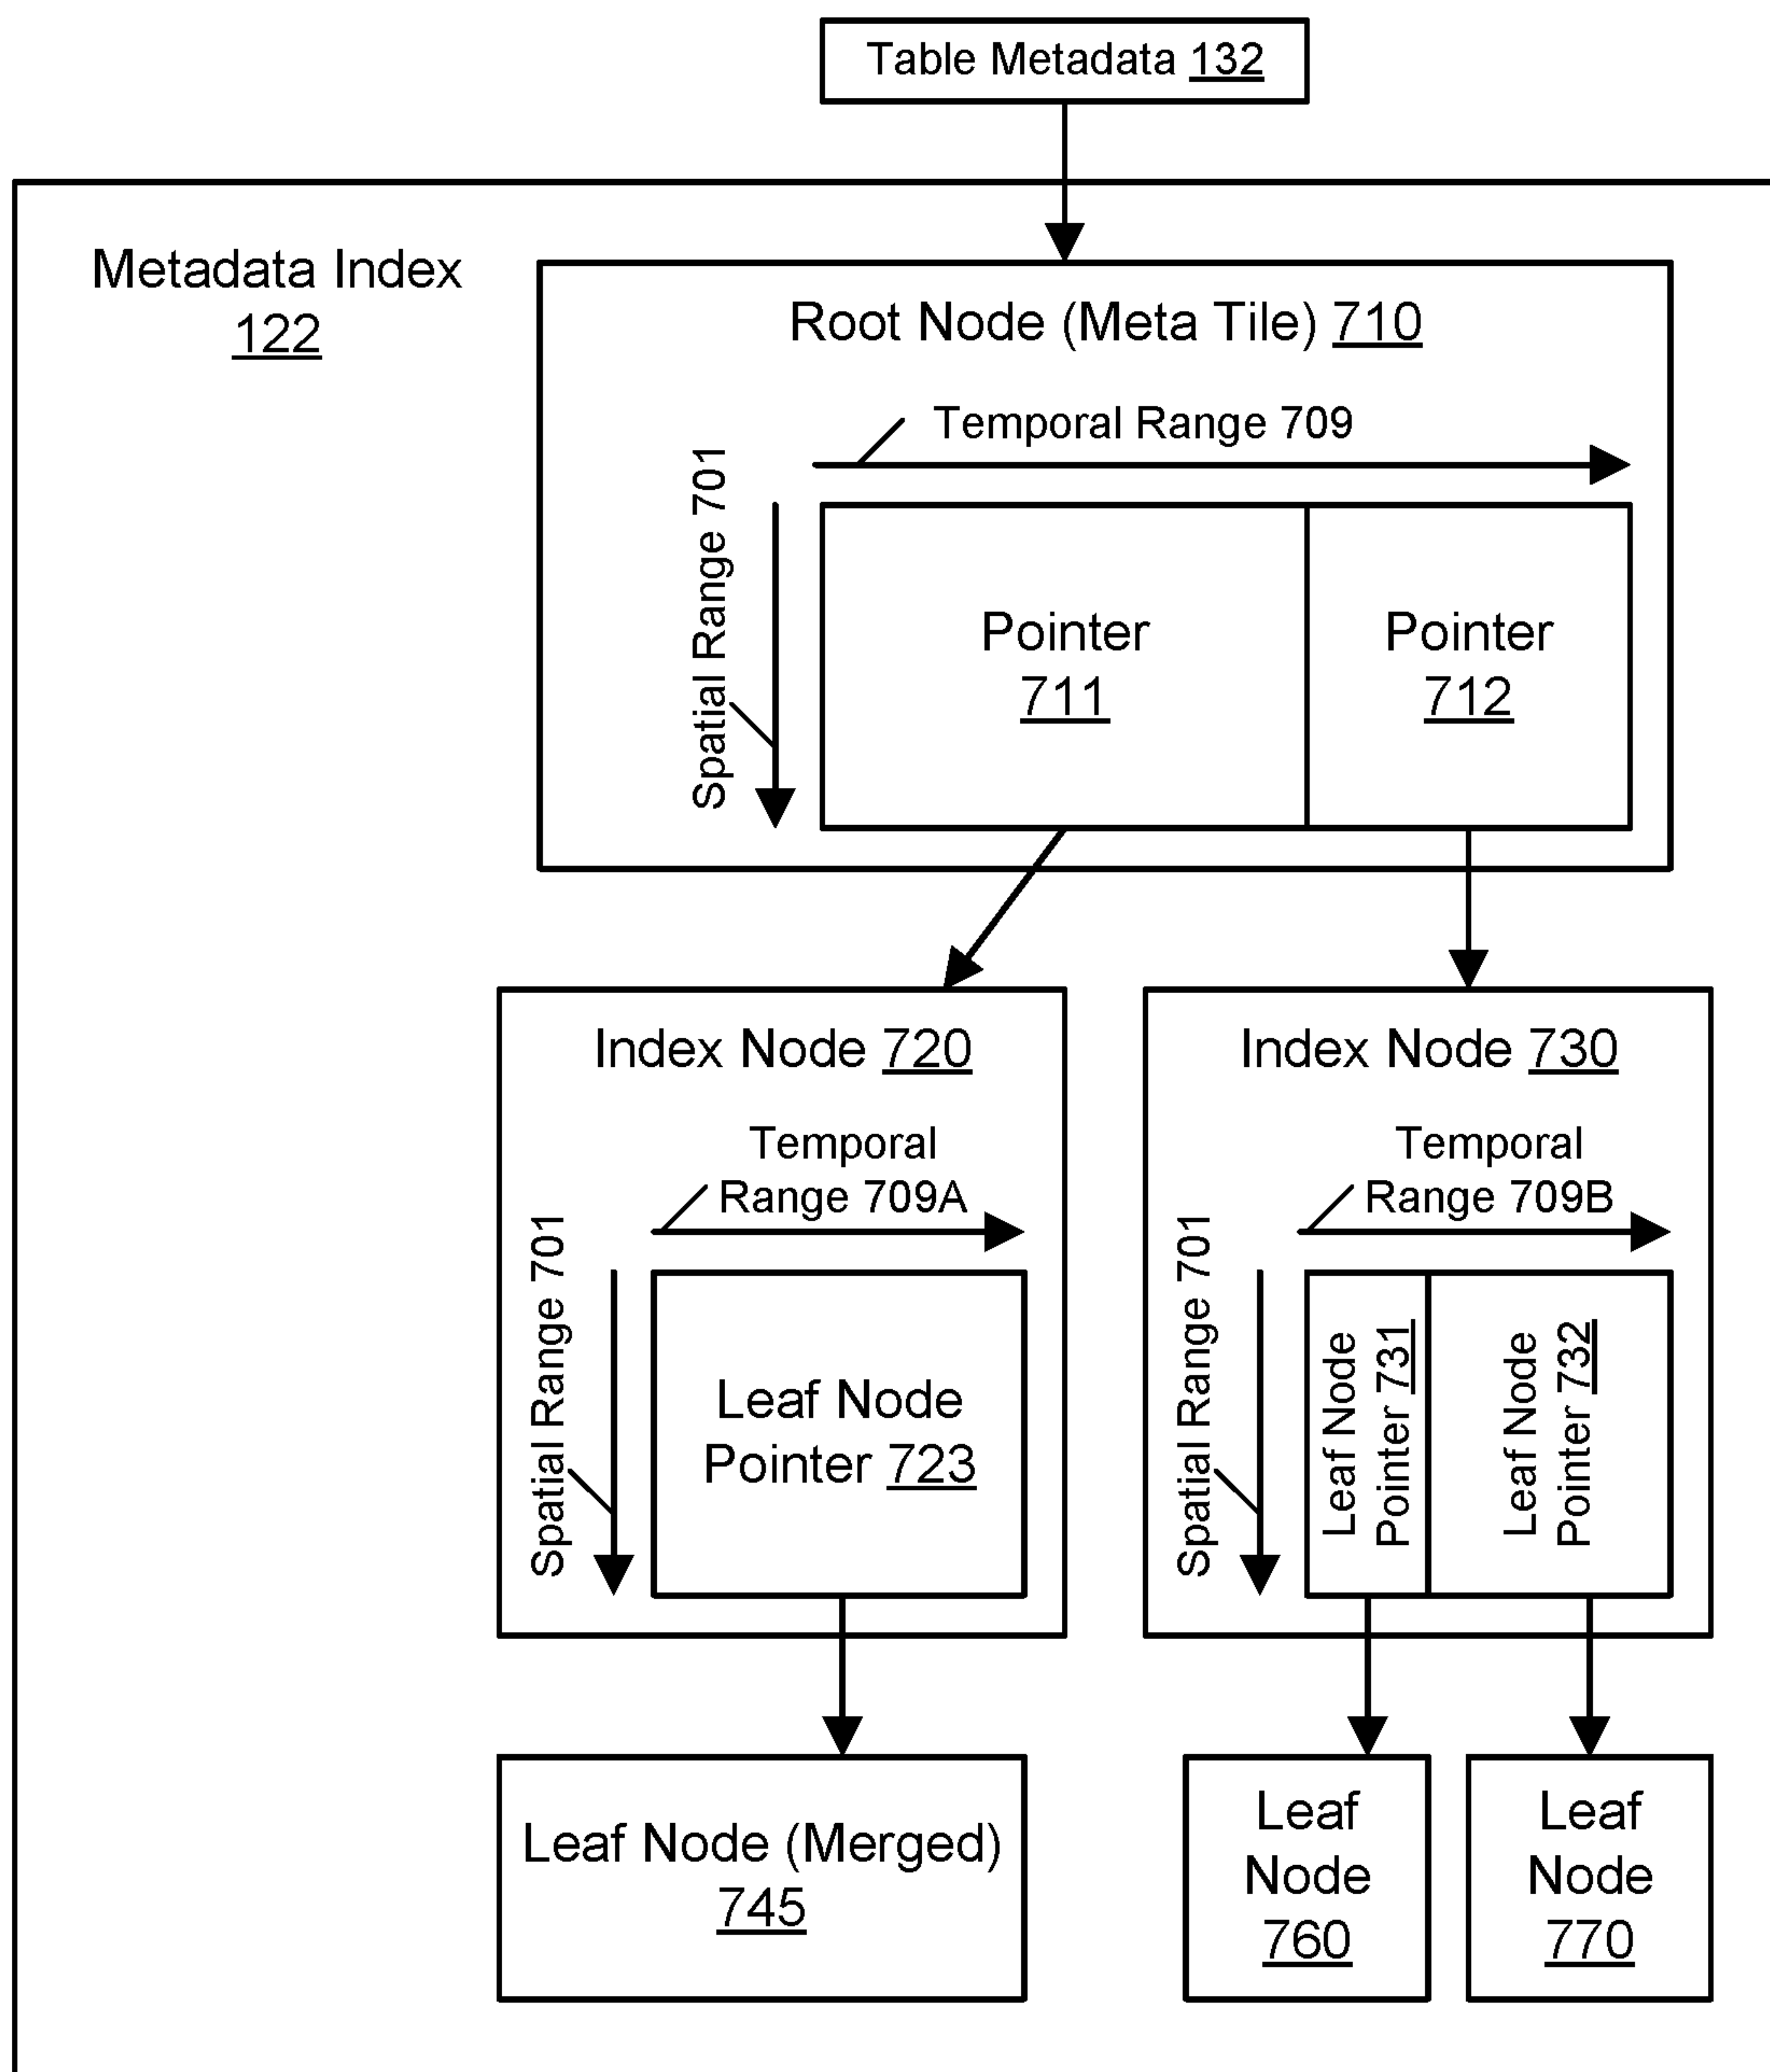 Table Metadata 132
Metadata Index
122
Root Node (Meta Tile) 710
Temporal Range 709
Spatial Range 701
Pointer
711
Pointer
712
Index Node 720
Temporal
Range 709A
Spatial Range 701
Leaf Node
Pointer 723
Index Node 730
Temporal
Range 709B
Spatial Range 701
Leaf Node
Pointer 731
Leaf Node
Pointer 732
Leaf Node (Merged)
745
Leaf
Node
760
Leaf
Node
770